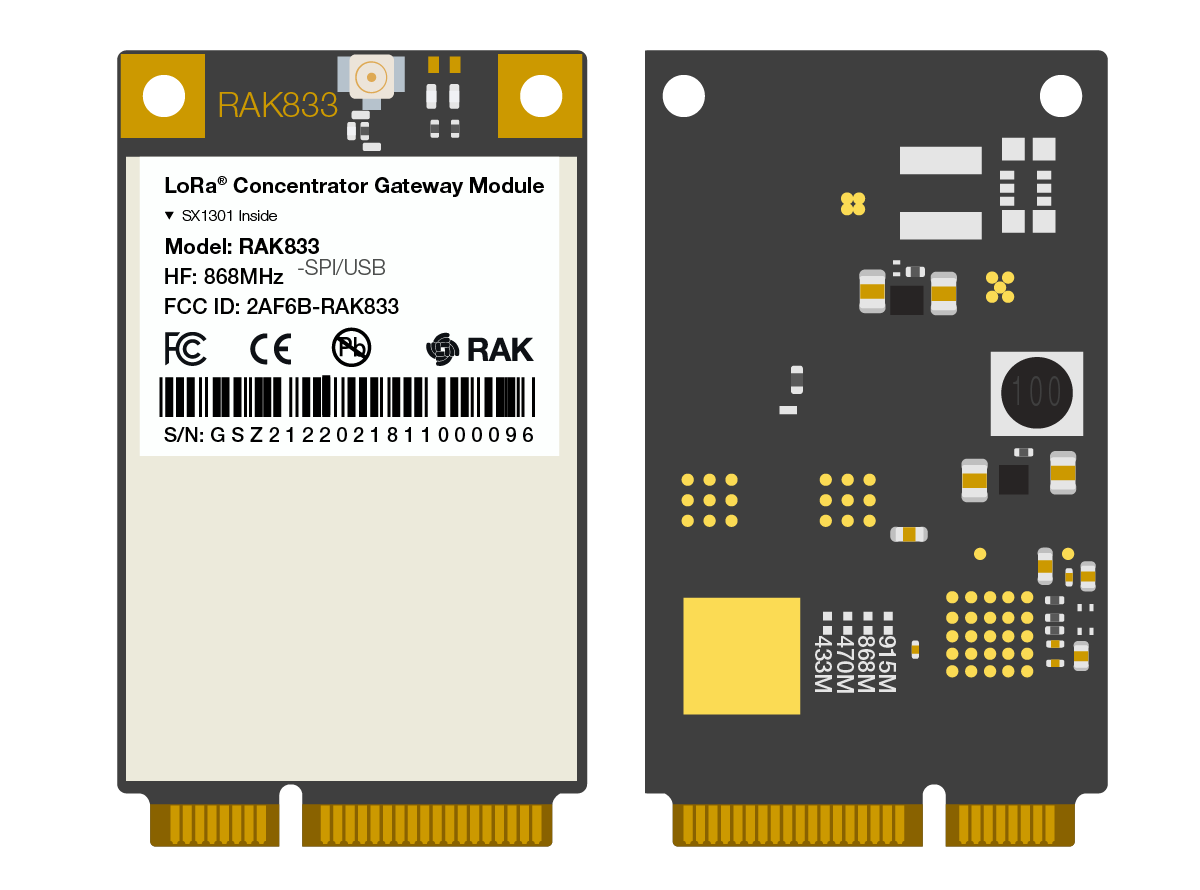 RAK833
LoRa® Concentrator Gateway Module
▼ SX1301 Inside
Model: RAK833
-SPI/USB
HF: 868MHz
FCC ID: 2AF6B-RAK833
FC CE Pb RAK
S/N: G S Z 2 1 2 2 0 2 1 8 1 1 0 0 0 0 9 6
100
433M
470M
868M
915M